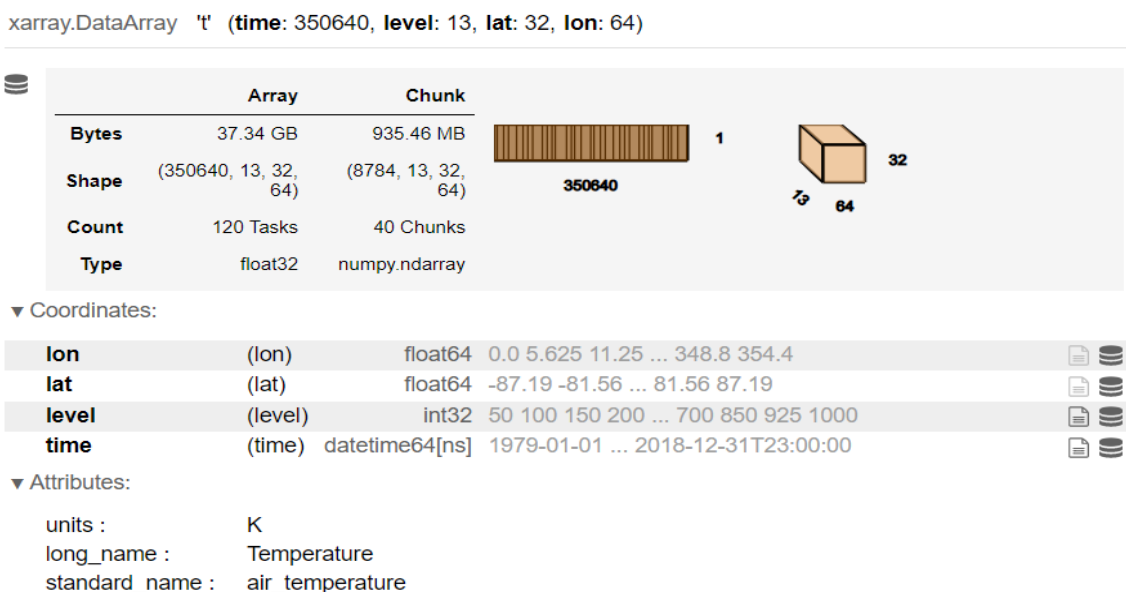 xarray.DataArray 't' (time: 350640, level: 13, lat: 32, lon: 64)
Array Chunk
Bytes 37.34 GB 935.46 MB
Shape (350640, 13, 32, 64) (8784, 13, 32, 64)
Count 120 Tasks 40 Chunks
Type float32 numpy.ndarray
350640
1
13
64
32
▼ Coordinates:
lon (lon) float64 0.0 5.625 11.25 ... 348.8 354.4
lat (lat) float64 -87.19 -81.56 ... 81.56 87.19
level (level) int32 50 100 150 200 ... 700 850 925 1000
time (time) datetime64[ns] 1979-01-01 ... 2018-12-31T23:00:00
▼ Attributes:
units : K
long_name : Temperature
standard_name : air_temperature